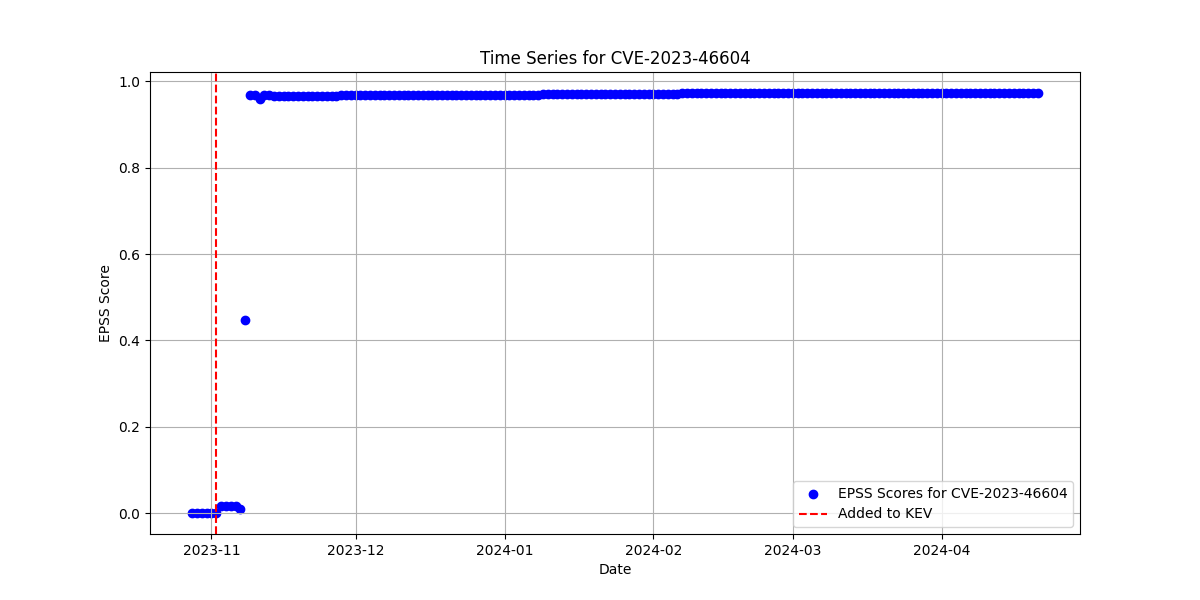 Time Series for CVE-2023-46604
EPSS Score
1.0
0.8
0.6
0.4
0.2
0.0
EPSS Scores for CVE-2023-46604
Added to KEV
2023-11
2023-12
2024-01
2024-02
2024-03
2024-04
Date